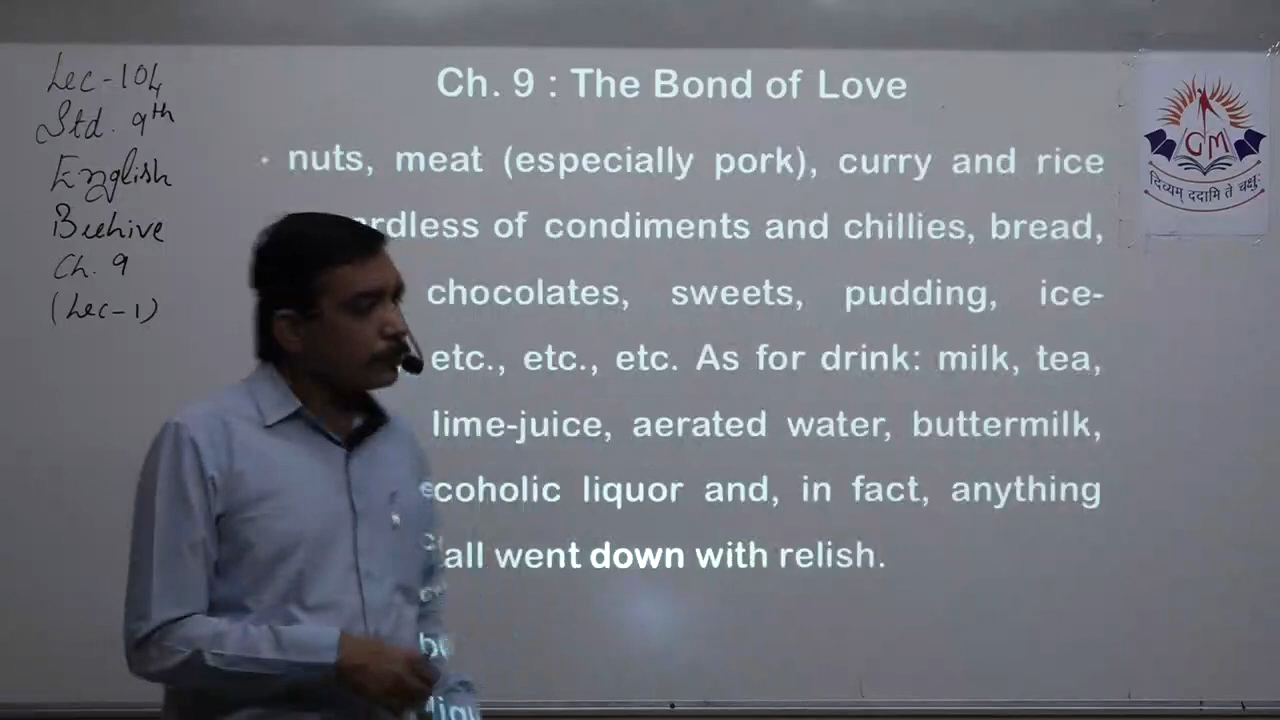 Lec-104
Std. 9th
English
Beehive
Ch. 9
(Lec-1)
Ch. 9 : The Bond of Love
nuts, meat (especially pork), curry and rice
rdless of condiments and chillies, bread,
chocolates, sweets, pudding, ice-
etc., etc., etc. As for drink: milk, tea,
lime-juice, aerated water, buttermilk,
coholic liquor and, in fact, anything
all went down with relish.
GM
दिव्यम् ददामि ते चक्षुः